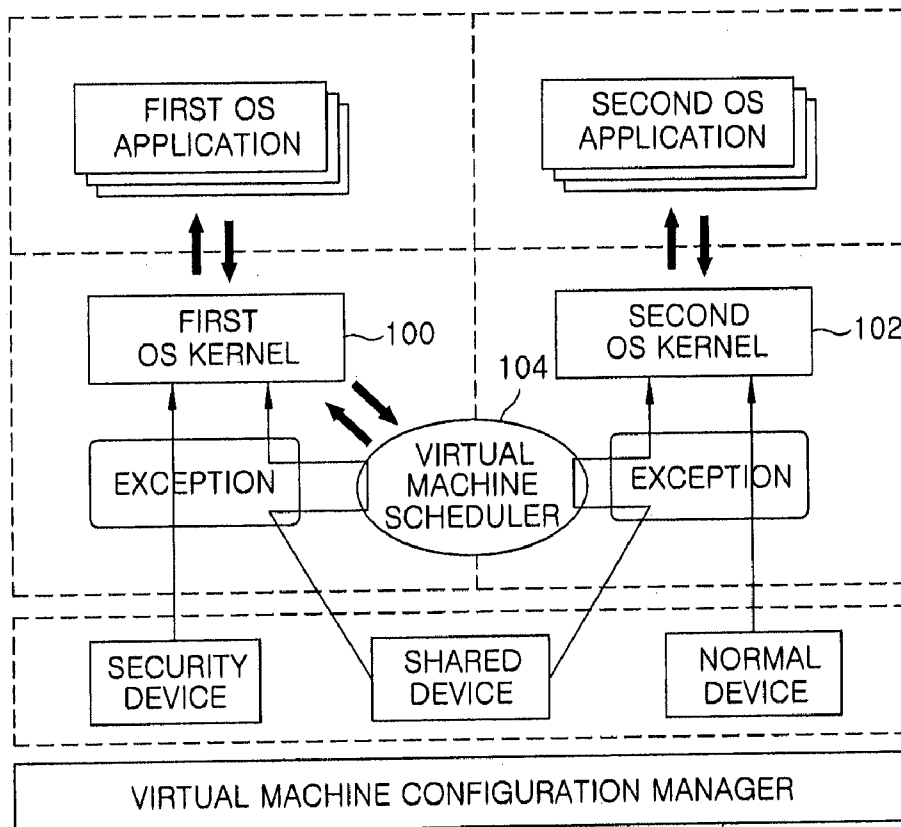 FIRST OS
APPLICATION
SECOND OS
APPLICATION
FIRST
OS KERNEL
100
SECOND
OS KERNEL
102
104
EXCEPTION
VIRTUAL
MACHINE
SCHEDULER
EXCEPTION
SECURITY
DEVICE
SHARED
DEVICE
NORMAL
DEVICE
VIRTUAL MACHINE CONFIGURATION MANAGER